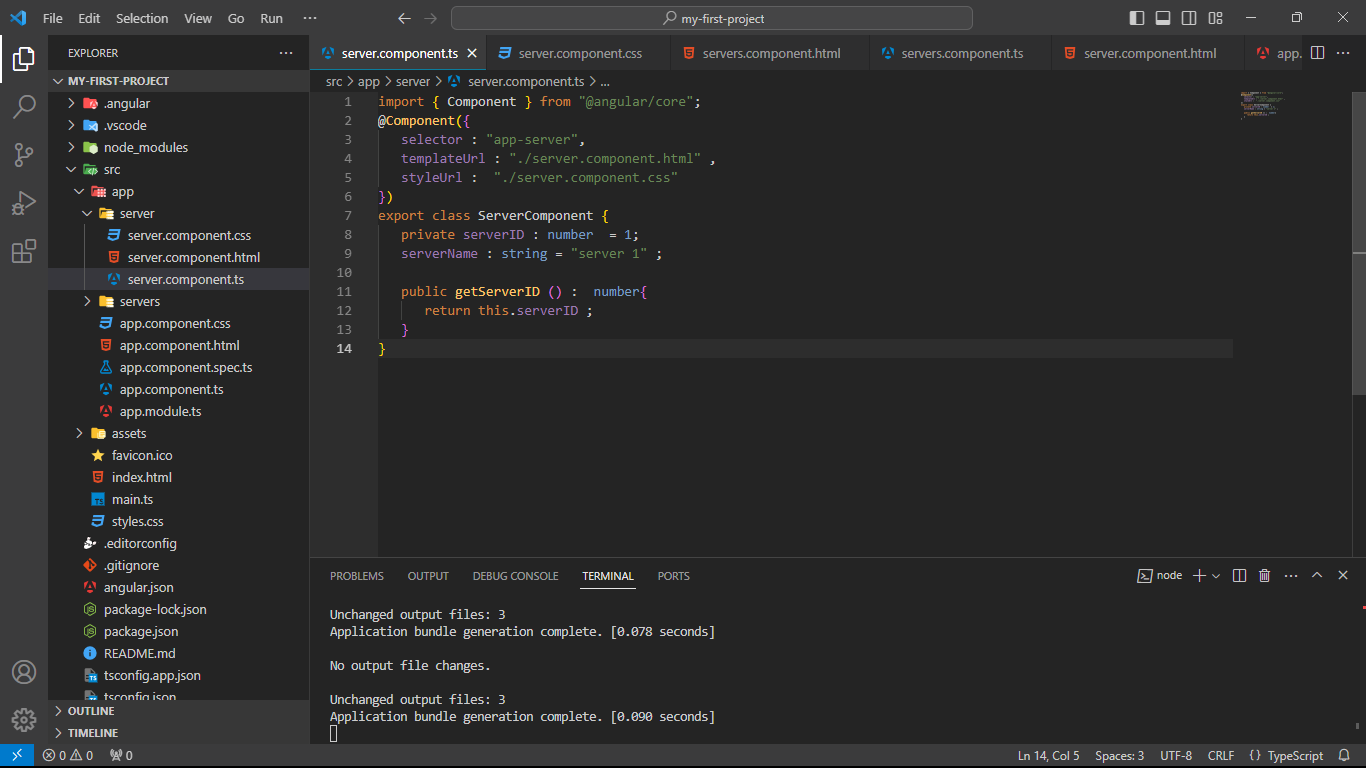 File Edit Selection View Go Run ··· my-first-project
EXPLORER
MY-FIRST-PROJECT
.angular
.vscode
node_modules
src
app
server
server.component.css
server.component.html
server.component.ts
servers
app.component.css
app.component.html
app.component.spec.ts
app.component.ts
app.module.ts
assets
favicon.ico
index.html
main.ts
styles.css
.editorconfig
.gitignore
angular.json
package-lock.json
package.json
README.md
tsconfig.app.json
tsconfig.json
OUTLINE
TIMELINE
server.component.ts server.component.css servers.component.html servers.component.ts server.component.html app.
src > app > server > server.component.ts > ...
1 import { Component } from "@angular/core";
2 @Component({
3 selector : "app-server",
4 templateUrl : "./server.component.html" ,
5 styleUrl :  "./server.component.css"
6 })
7 export class ServerComponent {
8 private serverID : number  = 1;
9 serverName : string = "server 1" ;
10
11 public getServerID () :  number{
12 return this.serverID ;
13 }
14 }
PROBLEMS OUTPUT DEBUG CONSOLE TERMINAL PORTS node
Unchanged output files: 3
Application bundle generation complete. [0.078 seconds]
No output file changes.
Unchanged output files: 3
Application bundle generation complete. [0.090 seconds]
0 0 0 Ln 14, Col 5 Spaces: 3 UTF-8 CRLF {} TypeScript